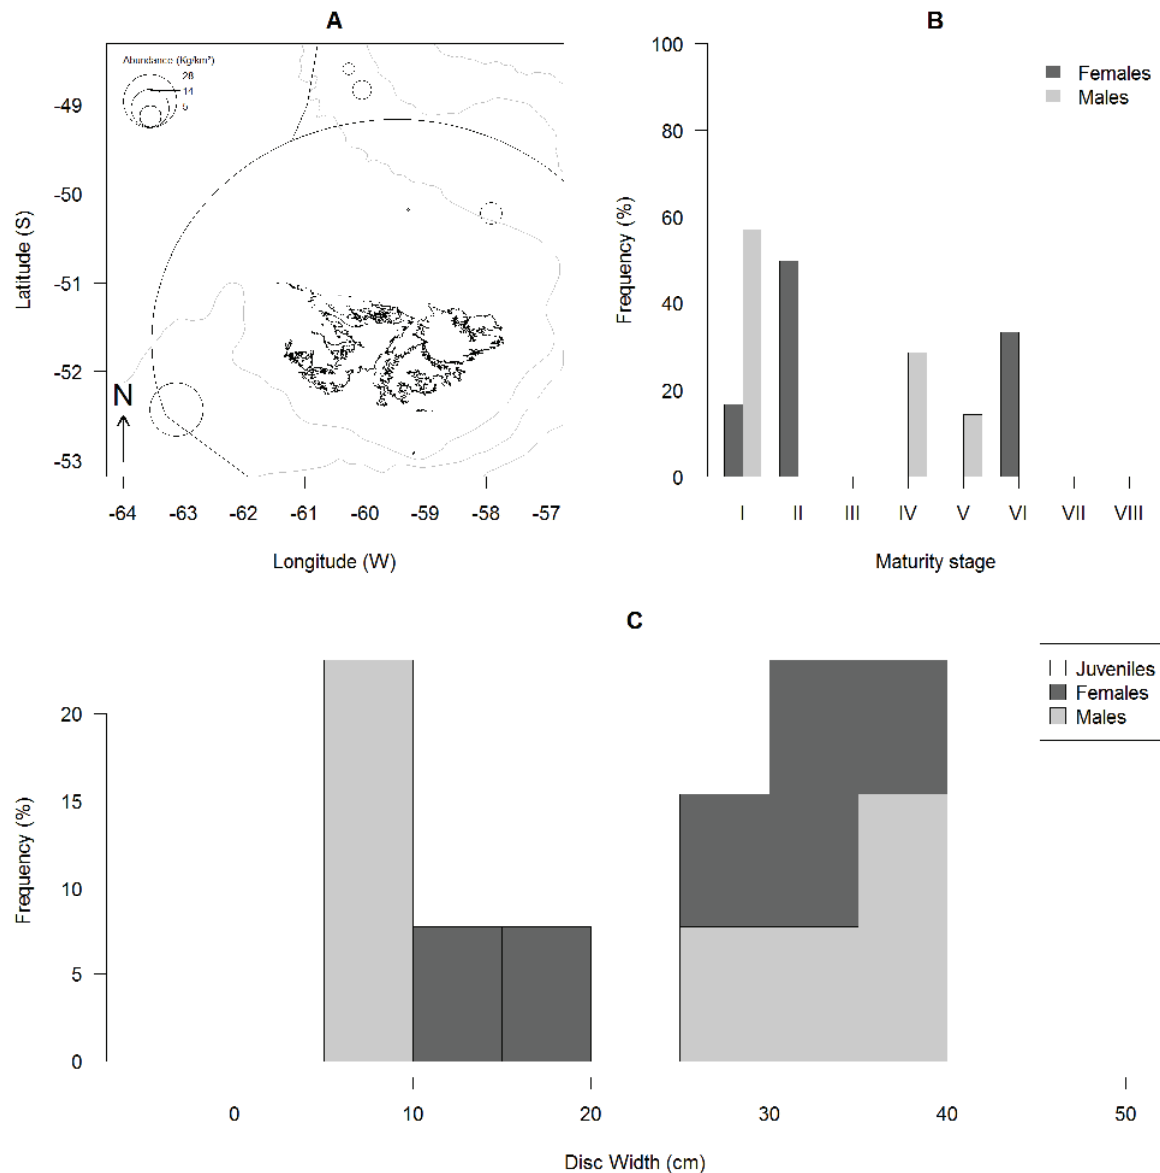 A
Abundance (Kg/km²)
28
14
5
-49
-50
-51
-52
-53
Latitude (S)
N
-64 -63 -62 -61 -60 -59 -58 -57
Longitude (W)
B
100
80
60
40
20
0
Frequency (%)
Females
Males
I II III IV V VI VII VIII
Maturity stage
C
Juveniles
Females
Males
20
15
10
5
0
Frequency (%)
0 10 20 30 40 50
Disc Width (cm)